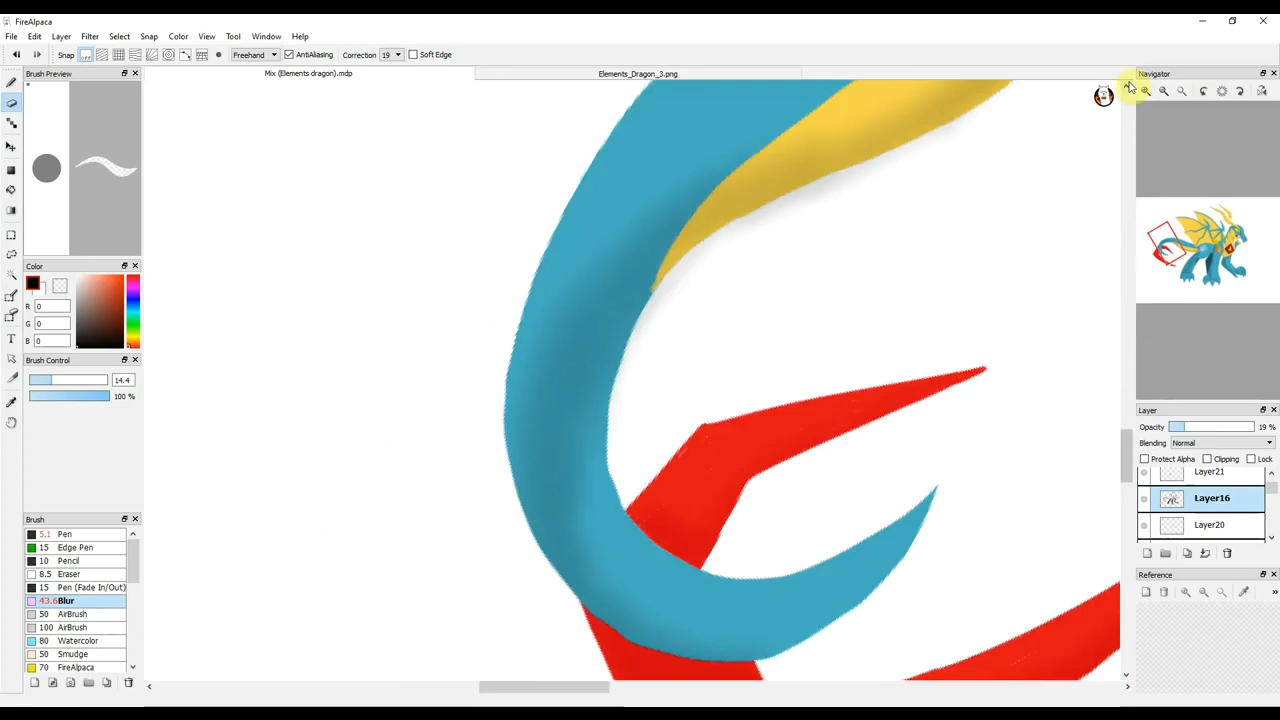 FireAlpaca
File Edit Layer Filter Select Snap Color View Tool Window Help
Snap OFF Freehand AntiAliasing Correction 19 Soft Edge
Brush Preview
Mix (Elements dragon).mdp
Elements_Dragon_3.png
Navigator
Color
R 0
G 0
B 0
Brush Control
14.4
100 %
Brush
5.1 Pen
15 Edge Pen
10 Pencil
8.5 Eraser
15 Pen (Fade In/Out)
43.6 Blur
50 AirBrush
100 AirBrush
80 Watercolor
50 Smudge
70 FireAlpaca
Layer
Opacity 19 %
Blending Normal
Protect Alpha Clipping Lock
Layer21
Layer16
Layer20
Reference